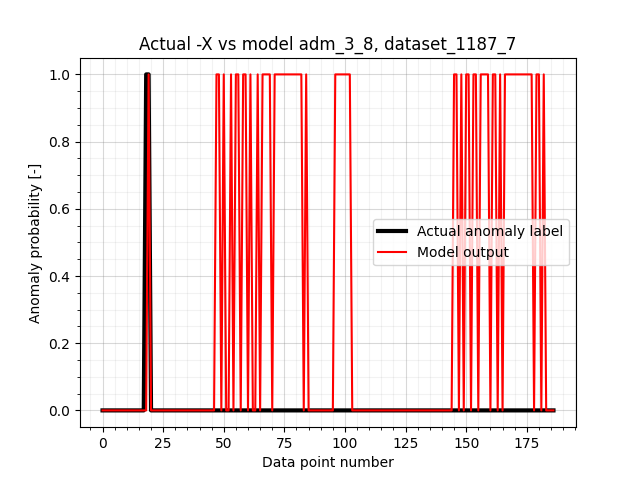 Actual -X vs model adm_3_8, dataset_1187_7
1.0
0.8
0.6
0.4
0.2
0.0
Anomaly probability [-]
Actual anomaly label
Model output
0 25 50 75 100 125 150 175
Data point number